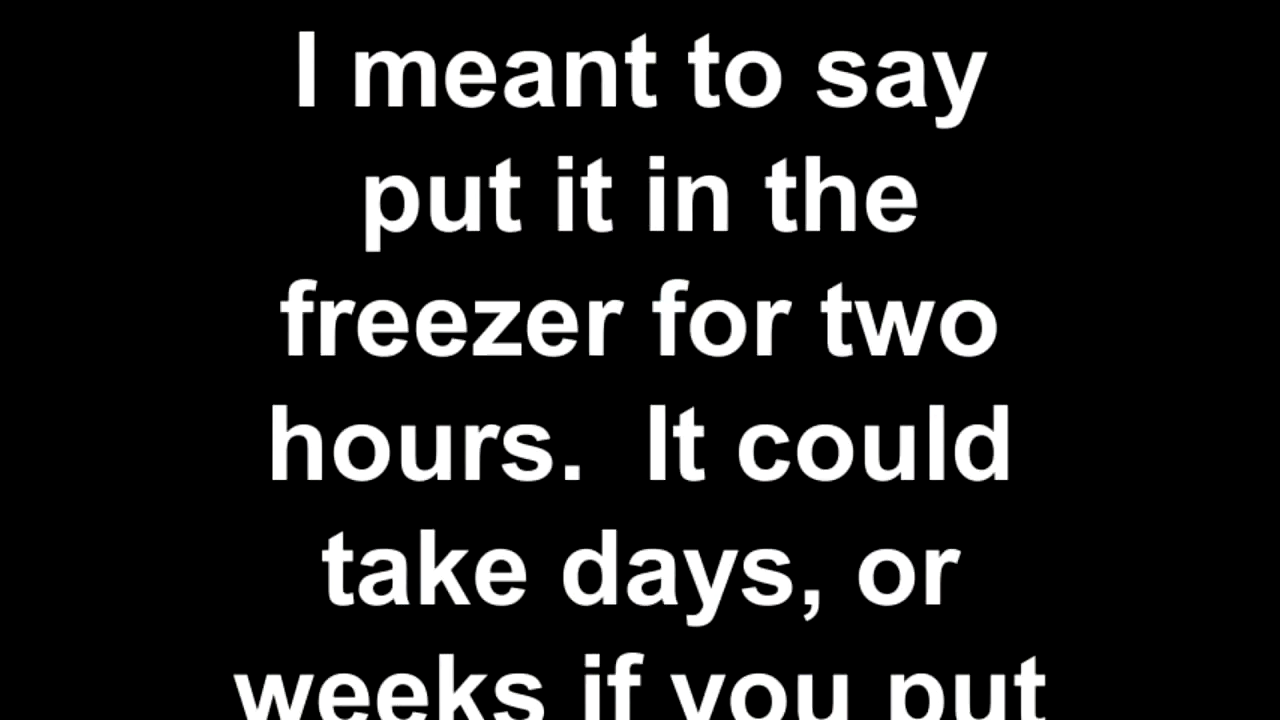 I meant to say
put it in the
freezer for two
hours.  It could
take days, or
weeks if you put